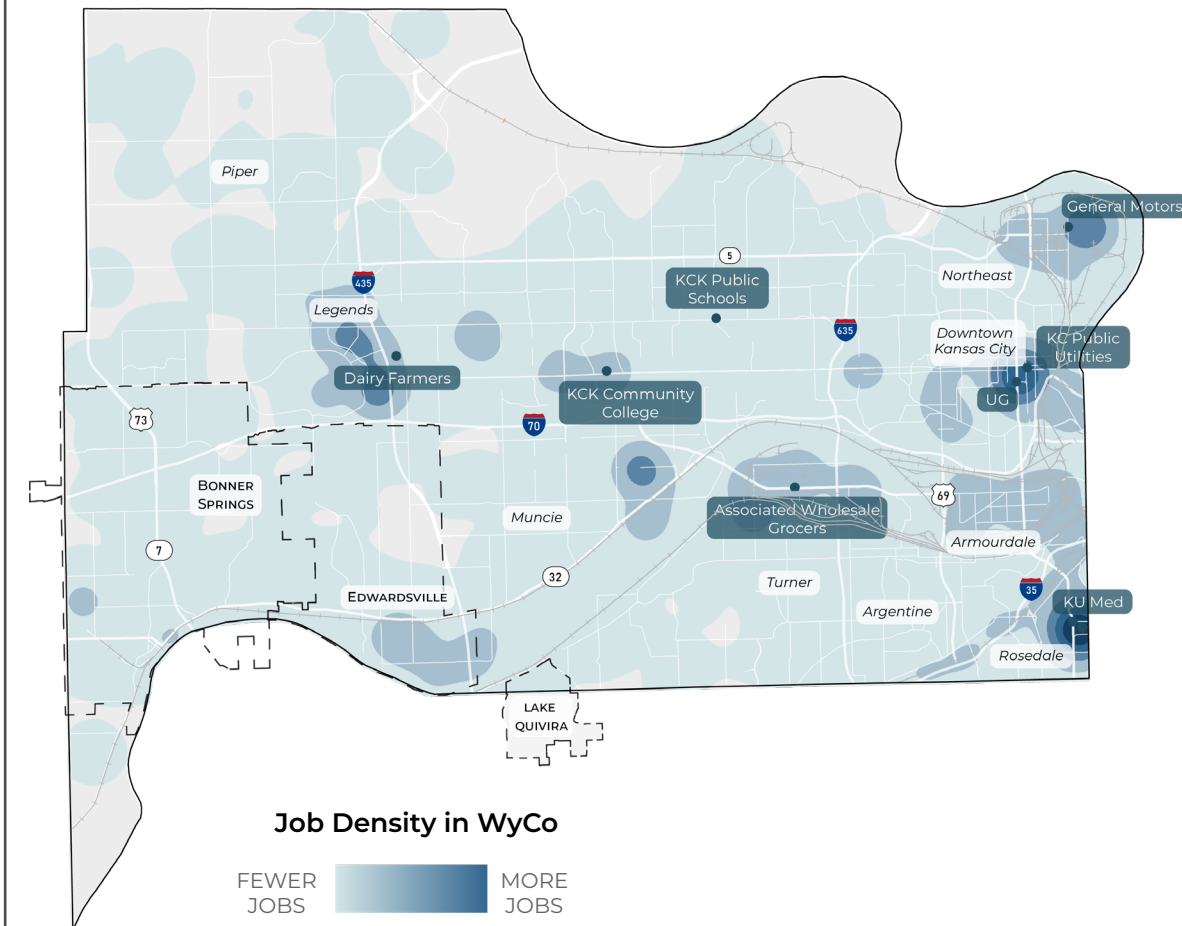 Piper
General Motors
5
KCK Public
Schools
Northeast
435
Legends
635
Downtown
Kansas City
KC Public
Utilities
Dairy Farmers
KCK Community
College
UG
73
70
BONNER
SPRINGS
69
Muncie
Associated Wholesale
Grocers
7
Armourdale
32
EDWARDSVILLE
Turner
35
Argentine
KU Med
Rosedale
LAKE
QUIVIRA
Job Density in WyCo
FEWER
JOBS
MORE
JOBS